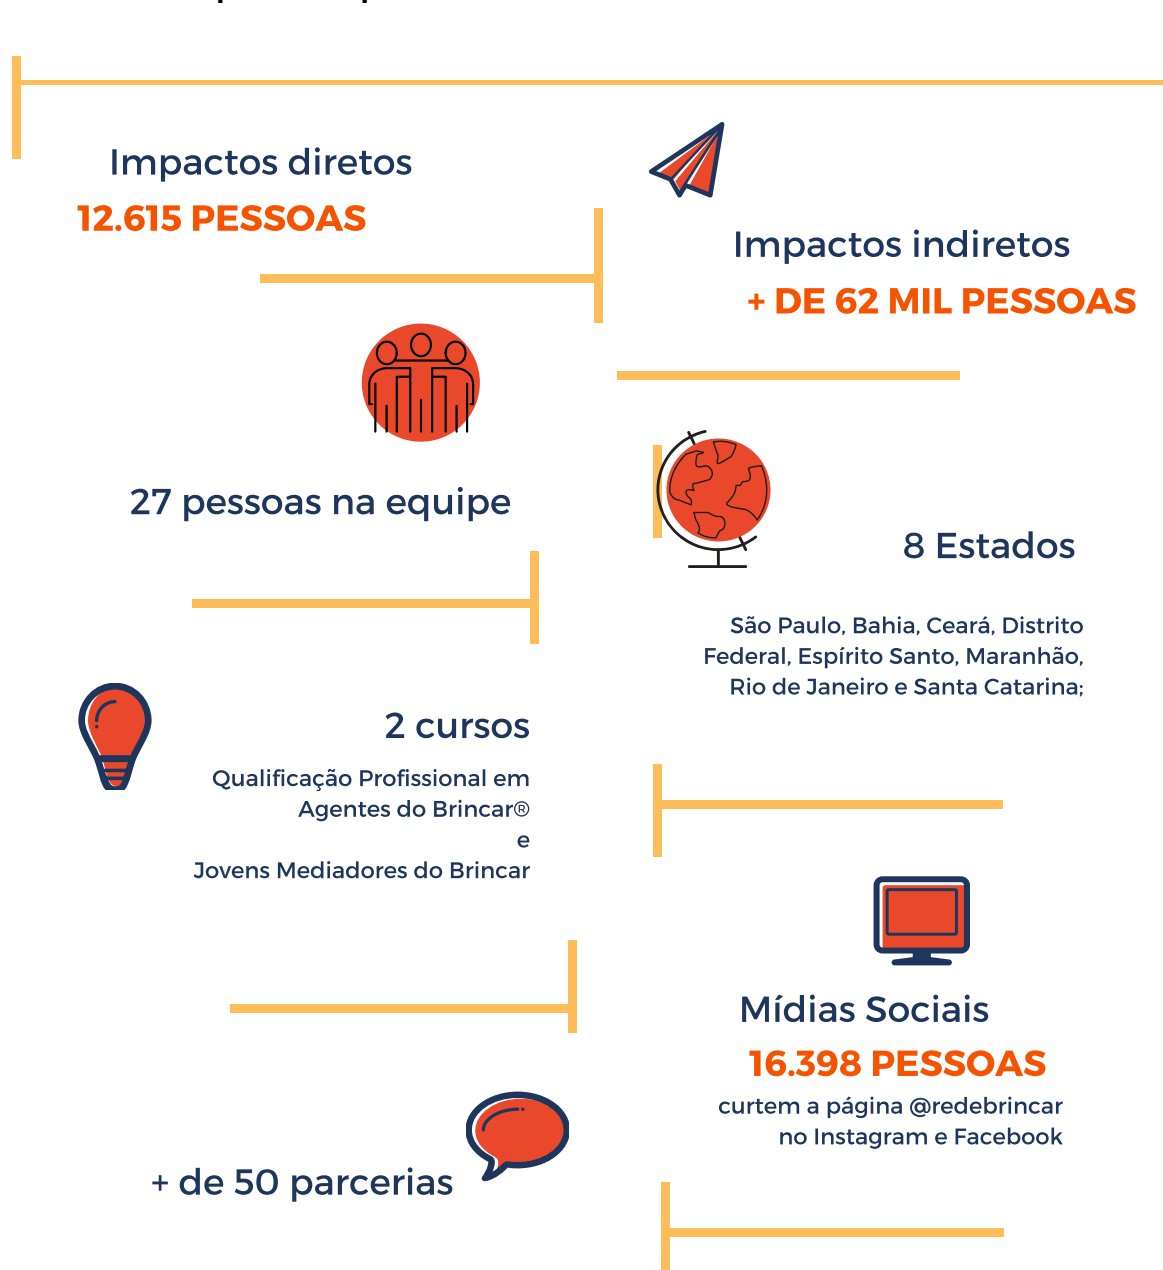 Impactos diretos
12.615 PESSOAS
Impactos indiretos
+ DE 62 MIL PESSOAS
27 pessoas na equipe
8 Estados
São Paulo, Bahia, Ceará, Distrito
Federal, Espírito Santo, Maranhão,
Rio de Janeiro e Santa Catarina;
2 cursos
Qualificação Profissional em
Agentes do Brincar®
e
Jovens Mediadores do Brincar
Mídias Sociais
16.398 PESSOAS
curtem a página @redebrincar
no Instagram e Facebook
+ de 50 parcerias